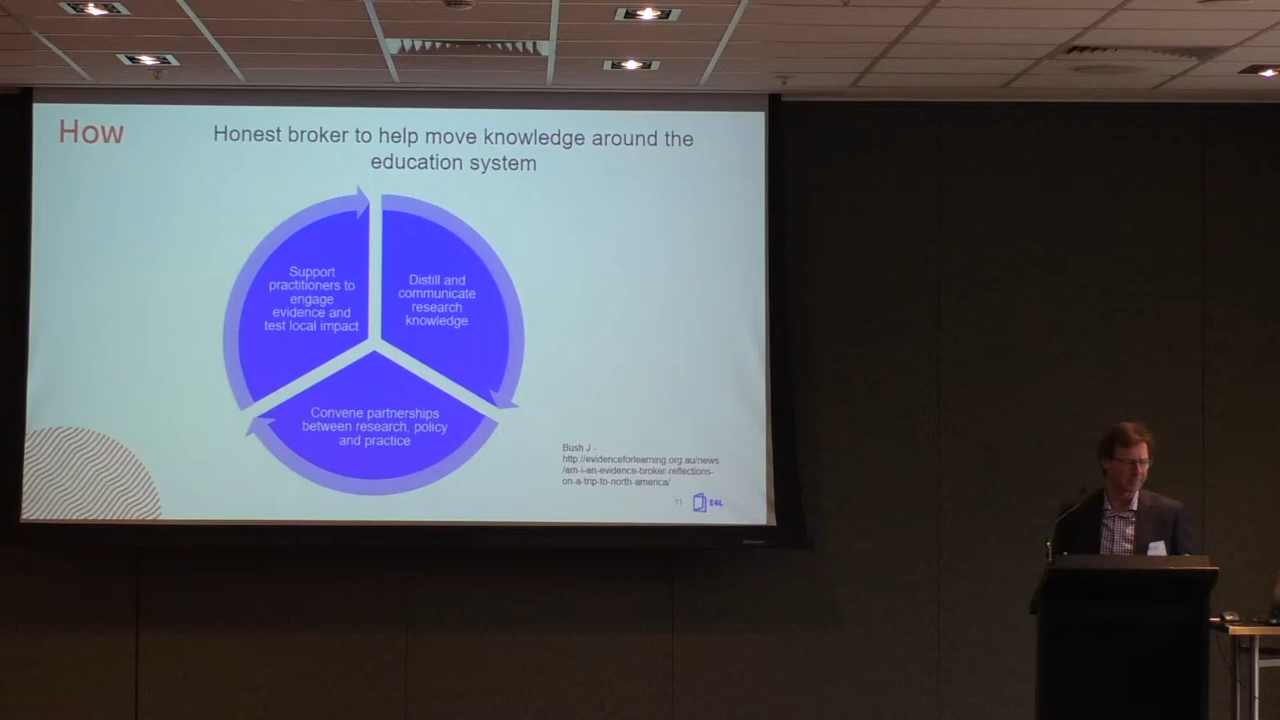 How
Honest broker to help move knowledge around the
education system
Support
practitioners to
engage
evidence and
test local impact
Distill and
communicate
research
knowledge
Convene partnerships
between research, policy
and practice
Bush J -
http://evidenceforlearning.org.au/news
/am-i-an-evidence-broker-reflections-
on-a-trip-to-north-america/
11
E4L